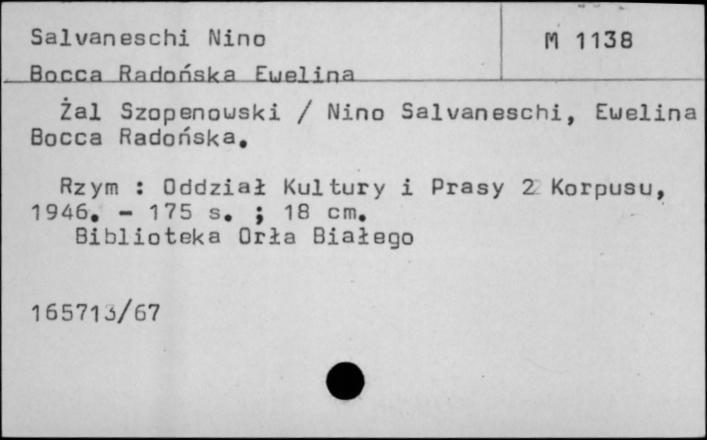 Salvaneschi Nino
M 1138
Bocca Radońska Ewelina
Żal Szopenowski / Nino Salvaneschi, Ewelina
Bocca Radońska.
Rzym : Oddział Kultury i Prasy 2 Korpusu,
1946. - 175 s. ; 18 cm.
Biblioteka Orła Białego
165713/67